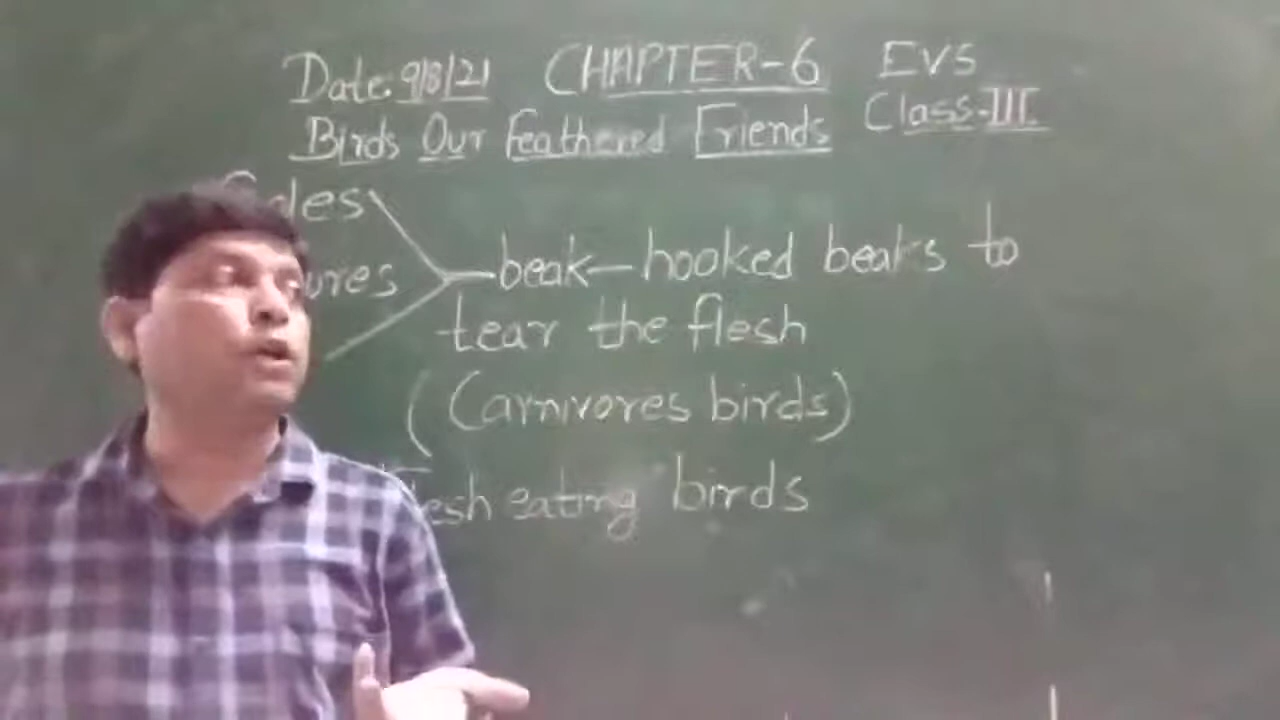 Date: 9/8/21 CHAPTER-6 EVS
Birds Our Feathered Friends Class-III
beak - hooked beaks to
tear the flesh
(Carnivores birds)
eating birds